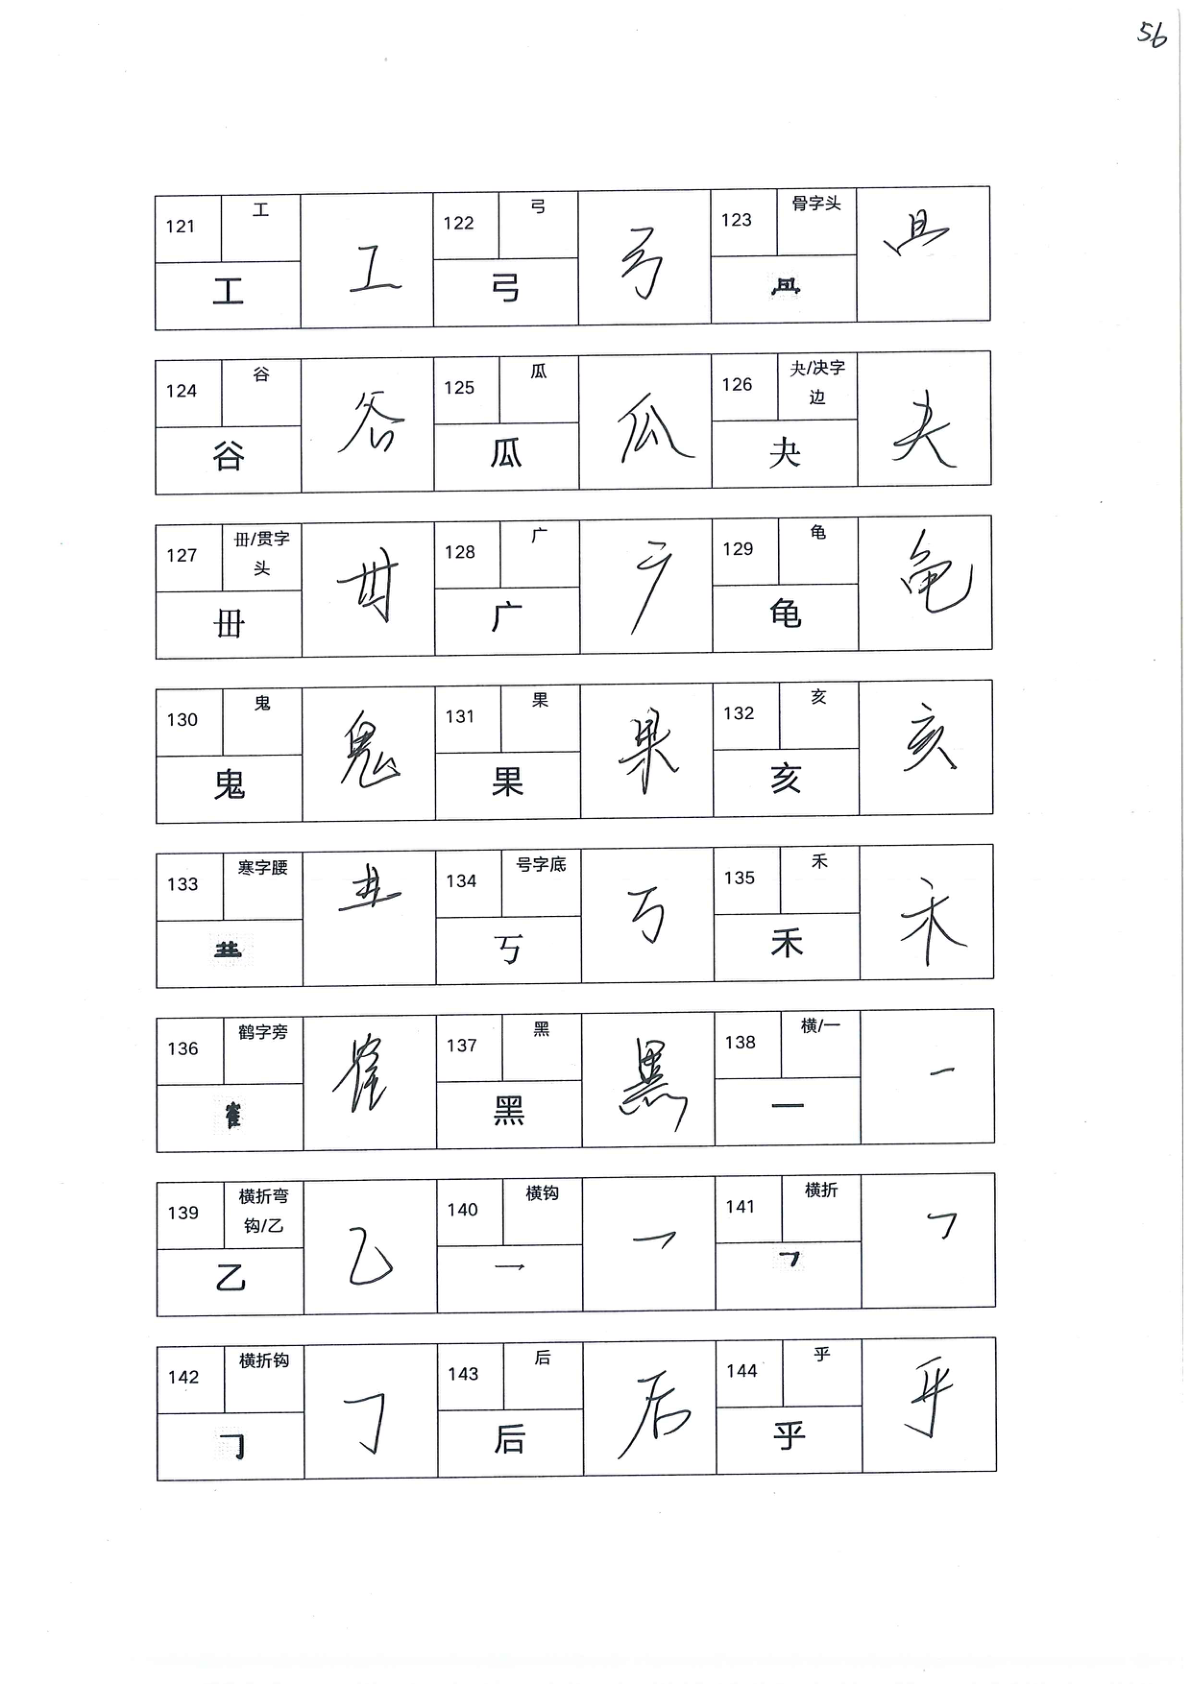 56
121 工 工 工
122 弓 弓 弓
123 骨字头
124 谷 谷 谷
125 瓜 瓜 瓜
126 夬/决字边 夬 夬
127 毌/贯字头 毌 毌
128 广 广 广
129 龟 龟 龟
130 鬼 鬼 鬼
131 果 果 果
132 亥 亥 亥
133 寒字腰
134 号字底 丂 丂
135 禾 禾 禾
136 鹤字旁 隺 隺
137 黑 黑 黑
138 横/一 一 一
139 横折弯钩/乙 乙 乙
140 横钩 乛 乛
141 横折 𠃍 𠃍
142 横折钩 𠃌 𠃌
143 后 后 后
144 乎 乎 乎